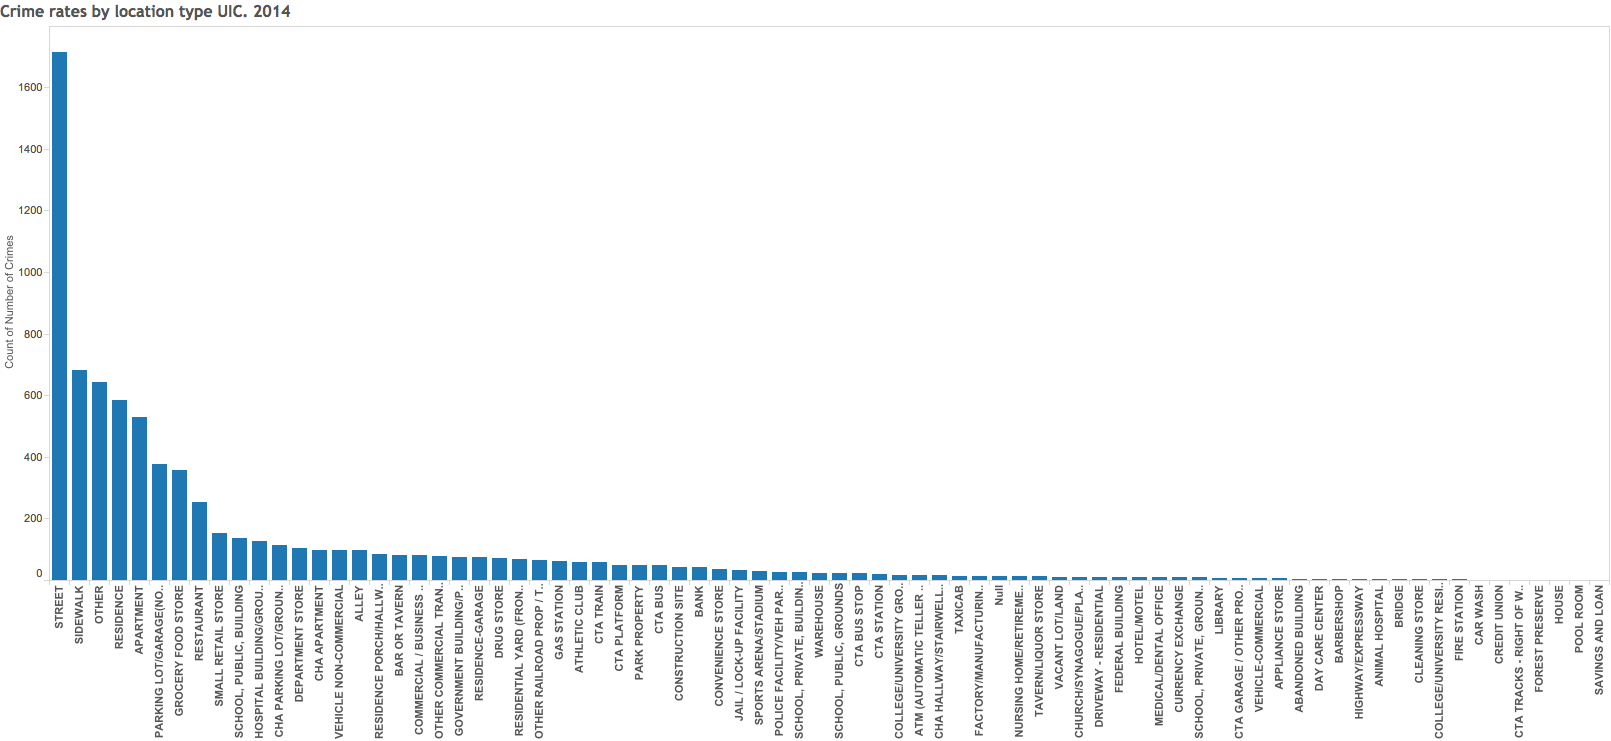 Crime rates by location type UIC. 2014
Count of Number of Crimes
1600
1400
1200
1000
800
600
400
200
0
STREET
SIDEWALK
OTHER
RESIDENCE
APARTMENT
PARKING LOT/GARAGE(NO..
GROCERY FOOD STORE
RESTAURANT
SMALL RETAIL STORE
SCHOOL, PUBLIC, BUILDING
HOSPITAL BUILDING/GROU..
CHA PARKING LOT/GROUN..
DEPARTMENT STORE
CHA APARTMENT
VEHICLE NON-COMMERCIAL
ALLEY
RESIDENCE PORCH/HALLW..
BAR OR TAVERN
COMMERCIAL / BUSINESS ..
OTHER COMMERCIAL TRAN..
GOVERNMENT BUILDING/P..
RESIDENCE-GARAGE
DRUG STORE
RESIDENTIAL YARD (FRON..
OTHER RAILROAD PROP / T..
GAS STATION
ATHLETIC CLUB
CTA TRAIN
CTA PLATFORM
PARK PROPERTY
CTA BUS
CONSTRUCTION SITE
BANK
CONVENIENCE STORE
JAIL / LOCK-UP FACILITY
SPORTS ARENA/STADIUM
POLICE FACILITY/VEH PAR..
SCHOOL, PRIVATE, BUILDIN..
WAREHOUSE
SCHOOL, PUBLIC, GROUNDS
CTA BUS STOP
CTA STATION
COLLEGE/UNIVERSITY GRO..
ATM (AUTOMATIC TELLER ..
CHA HALLWAY/STAIRWELL..
TAXICAB
FACTORY/MANUFACTURIN..
Null
NURSING HOME/RETIREME..
TAVERN/LIQUOR STORE
VACANT LOT/LAND
CHURCH/SYNAGOGUE/PLA..
DRIVEWAY - RESIDENTIAL
FEDERAL BUILDING
HOTEL/MOTEL
MEDICAL/DENTAL OFFICE
CURRENCY EXCHANGE
SCHOOL, PRIVATE, GROUN..
LIBRARY
CTA GARAGE / OTHER PRO..
VEHICLE-COMMERCIAL
APPLIANCE STORE
ABANDONED BUILDING
DAY CARE CENTER
BARBERSHOP
HIGHWAY/EXPRESSWAY
ANIMAL HOSPITAL
BRIDGE
CLEANING STORE
COLLEGE/UNIVERSITY RESI..
FIRE STATION
CAR WASH
CREDIT UNION
CTA TRACKS - RIGHT OF W..
FOREST PRESERVE
HOUSE
POOL ROOM
SAVINGS AND LOAN